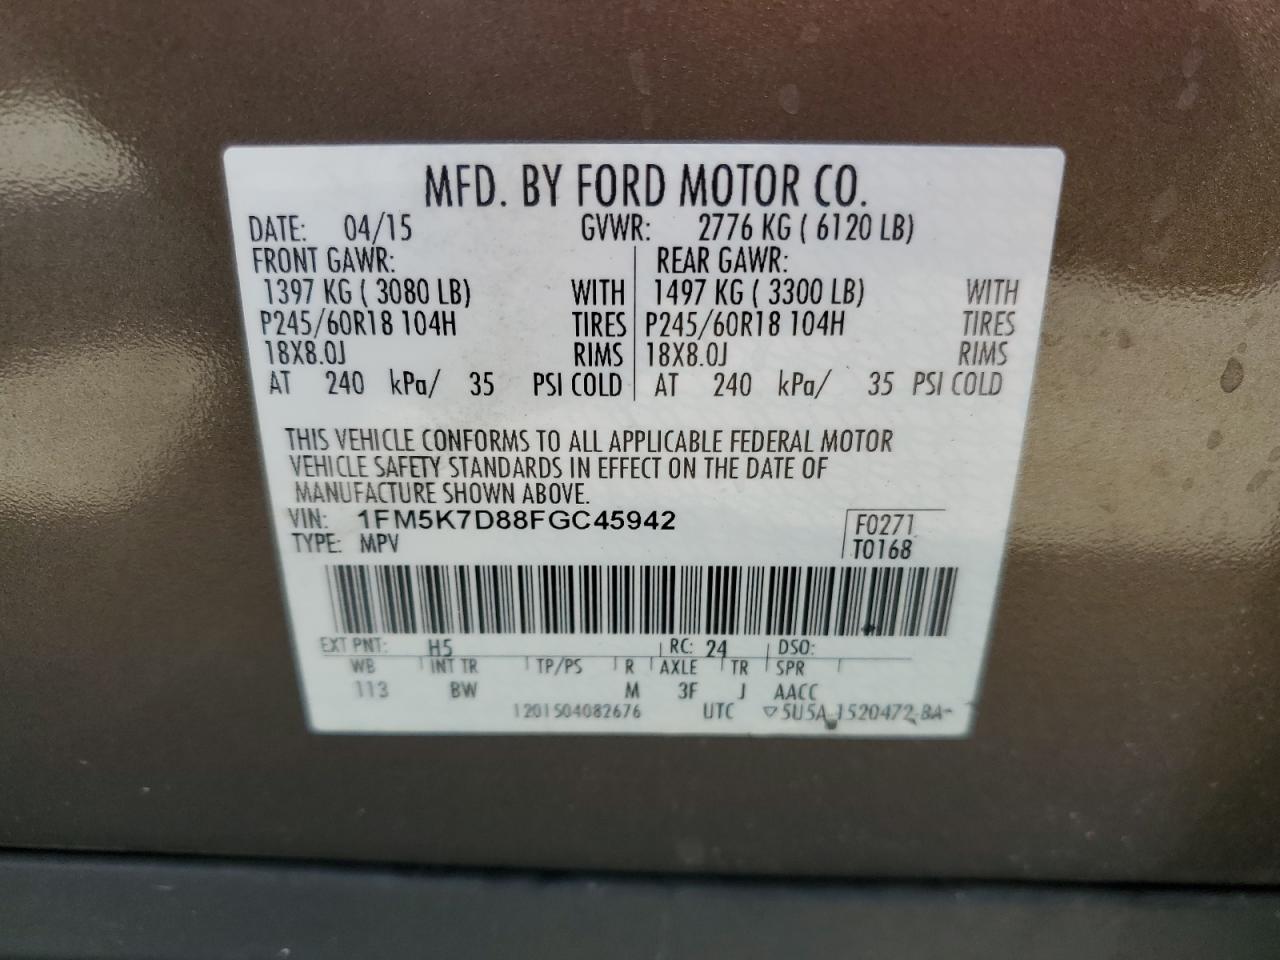 MFD. BY FORD MOTOR CO.
DATE: 04/15 GVWR: 2776 KG ( 6120 LB)
FRONT GAWR: REAR GAWR:
1397 KG ( 3080 LB) WITH 1497 KG ( 3300 LB) WITH
P245/60R18 104H TIRES P245/60R18 104H TIRES
18X8.0J RIMS 18X8.0J RIMS
AT 240 kPa/ 35 PSI COLD AT 240 kPa/ 35 PSI COLD
THIS VEHICLE CONFORMS TO ALL APPLICABLE FEDERAL MOTOR
VEHICLE SAFETY STANDARDS IN EFFECT ON THE DATE OF
MANUFACTURE SHOWN ABOVE.
VIN: 1FM5K7D88FGC45942 F0271
TYPE: MPV T0168
EXT PNT: H5 RC: 24 DSO:
WB INT TR TP/PS R AXLE TR SPR
113 BW M 3F J AACC
1201504082676 UTC ▽5U5A-1520472-BA-